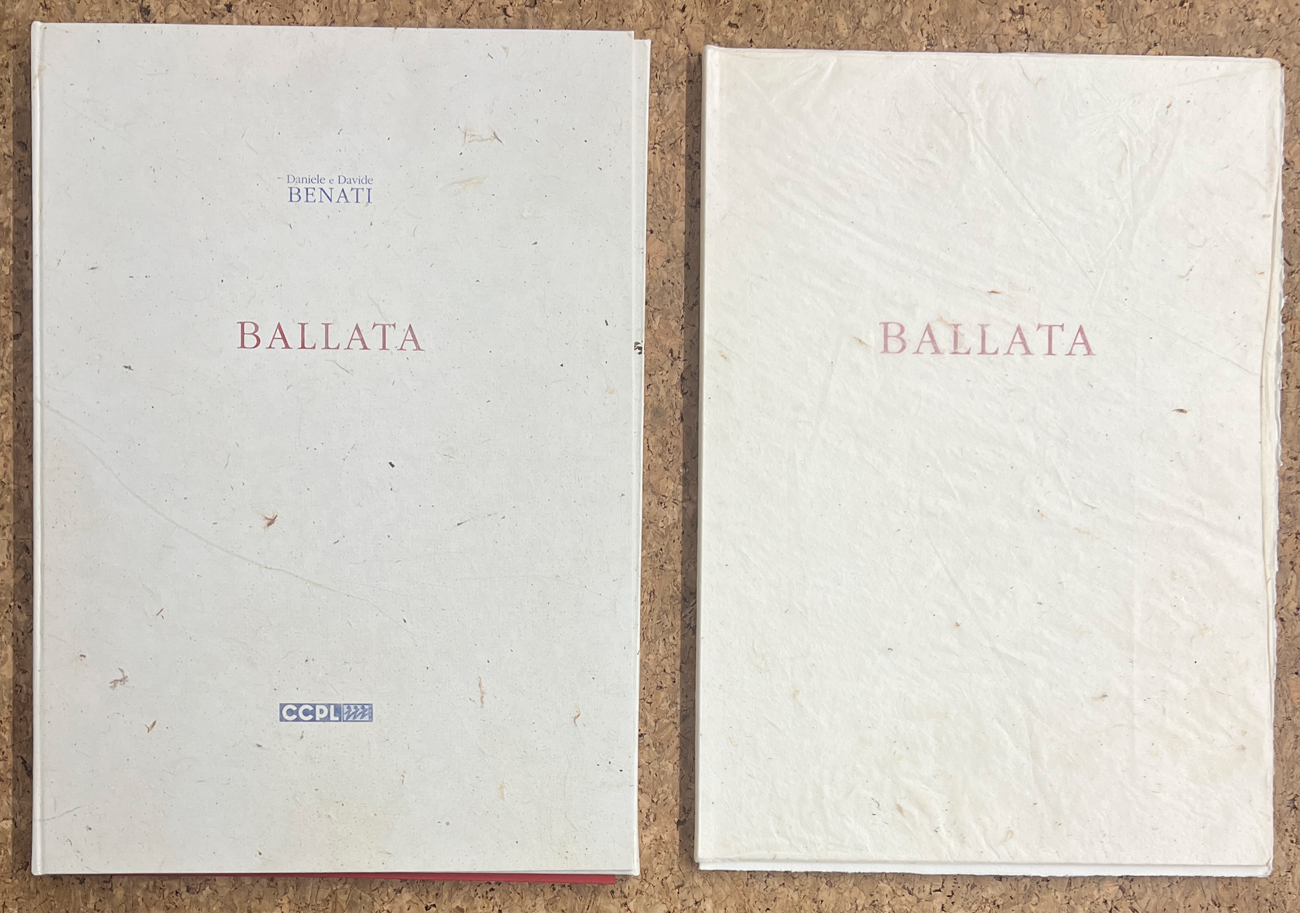 Daniele e Davide
BENATI
BALLATA
CCPL
BALLATA